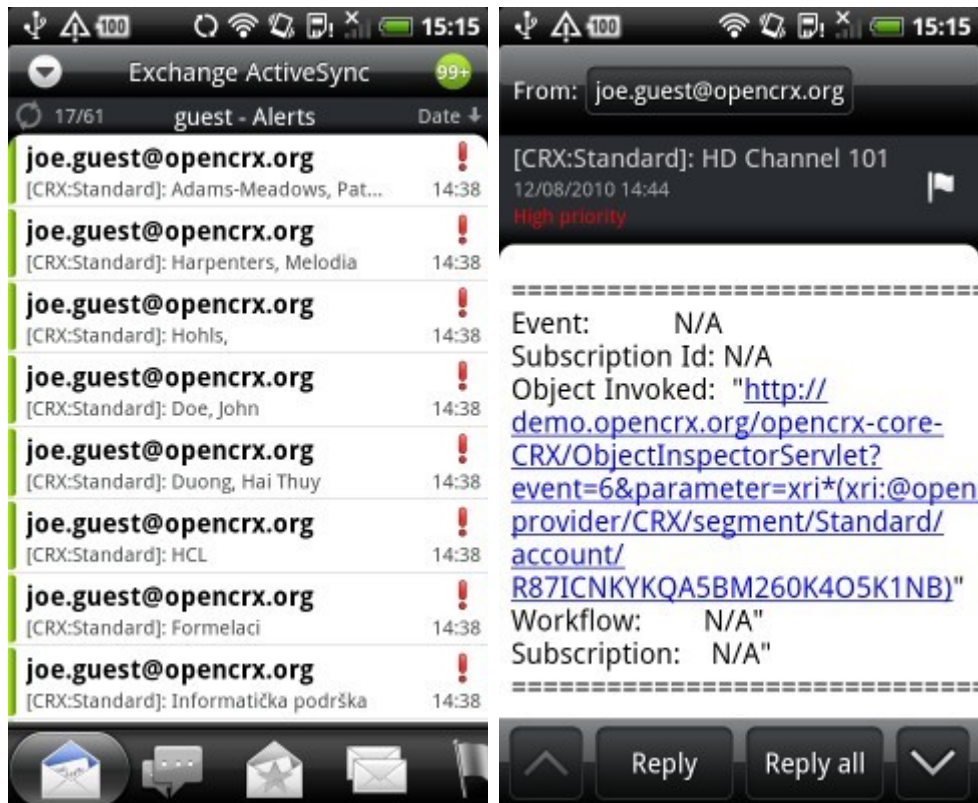 100
15:15
Exchange ActiveSync
99+
17/61
guest - Alerts
Date
joe.guest@opencrx.org
[CRX:Standard]: Adams-Meadows, Pat...
14:38
joe.guest@opencrx.org
[CRX:Standard]: Harpenters, Melodia
14:38
joe.guest@opencrx.org
[CRX:Standard]: Hohls,
14:38
joe.guest@opencrx.org
[CRX:Standard]: Doe, John
14:38
joe.guest@opencrx.org
[CRX:Standard]: Duong, Hai Thuy
14:38
joe.guest@opencrx.org
[CRX:Standard]: HCL
14:38
joe.guest@opencrx.org
[CRX:Standard]: Formelaci
14:38
joe.guest@opencrx.org
[CRX:Standard]: Informatička podrška
14:38
100
15:15
From: joe.guest@opencrx.org
[CRX:Standard]: HD Channel 101
12/08/2010 14:44
High priority
==============================
Event: N/A
Subscription Id: N/A
Object Invoked: "http://
demo.opencrx.org/opencrx-core-
CRX/ObjectInspectorServlet?
event=6&parameter=xri*(xri:@open
provider/CRX/segment/Standard/
account/
R87ICNKYKQA5BM260K4O5K1NB)"
Workflow: N/A"
Subscription: N/A"
==============================
Reply
Reply all